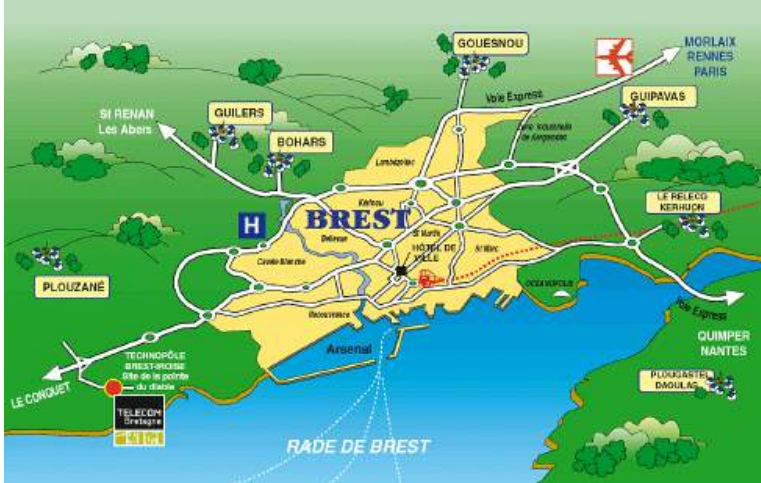 GOUESNOU
MORLAIX
RENNES
PARIS
Voie Express
GUIPAVAS
St RENAN
Les Abers
GUILERS
BOHARS
Zone Industrielle
de Kergaradec
Lambézellec
LE RELECQ
KERHUON
Kérinou
BREST
H
Bellevue
St Martin
HÔTEL DE
VILLE
St Marc
Cavale Blanche
PLOUZANÉ
OCEANOPOLIS
Recouvrance
Voie Express
Arsenal
QUIMPER
NANTES
TECHNOPÔLE
BREST-IROISE
Site de la pointe
du diable
LE CONQUET
TELECOM
Bretagne
PLOUGASTEL
DAOULAS
RADE DE BREST